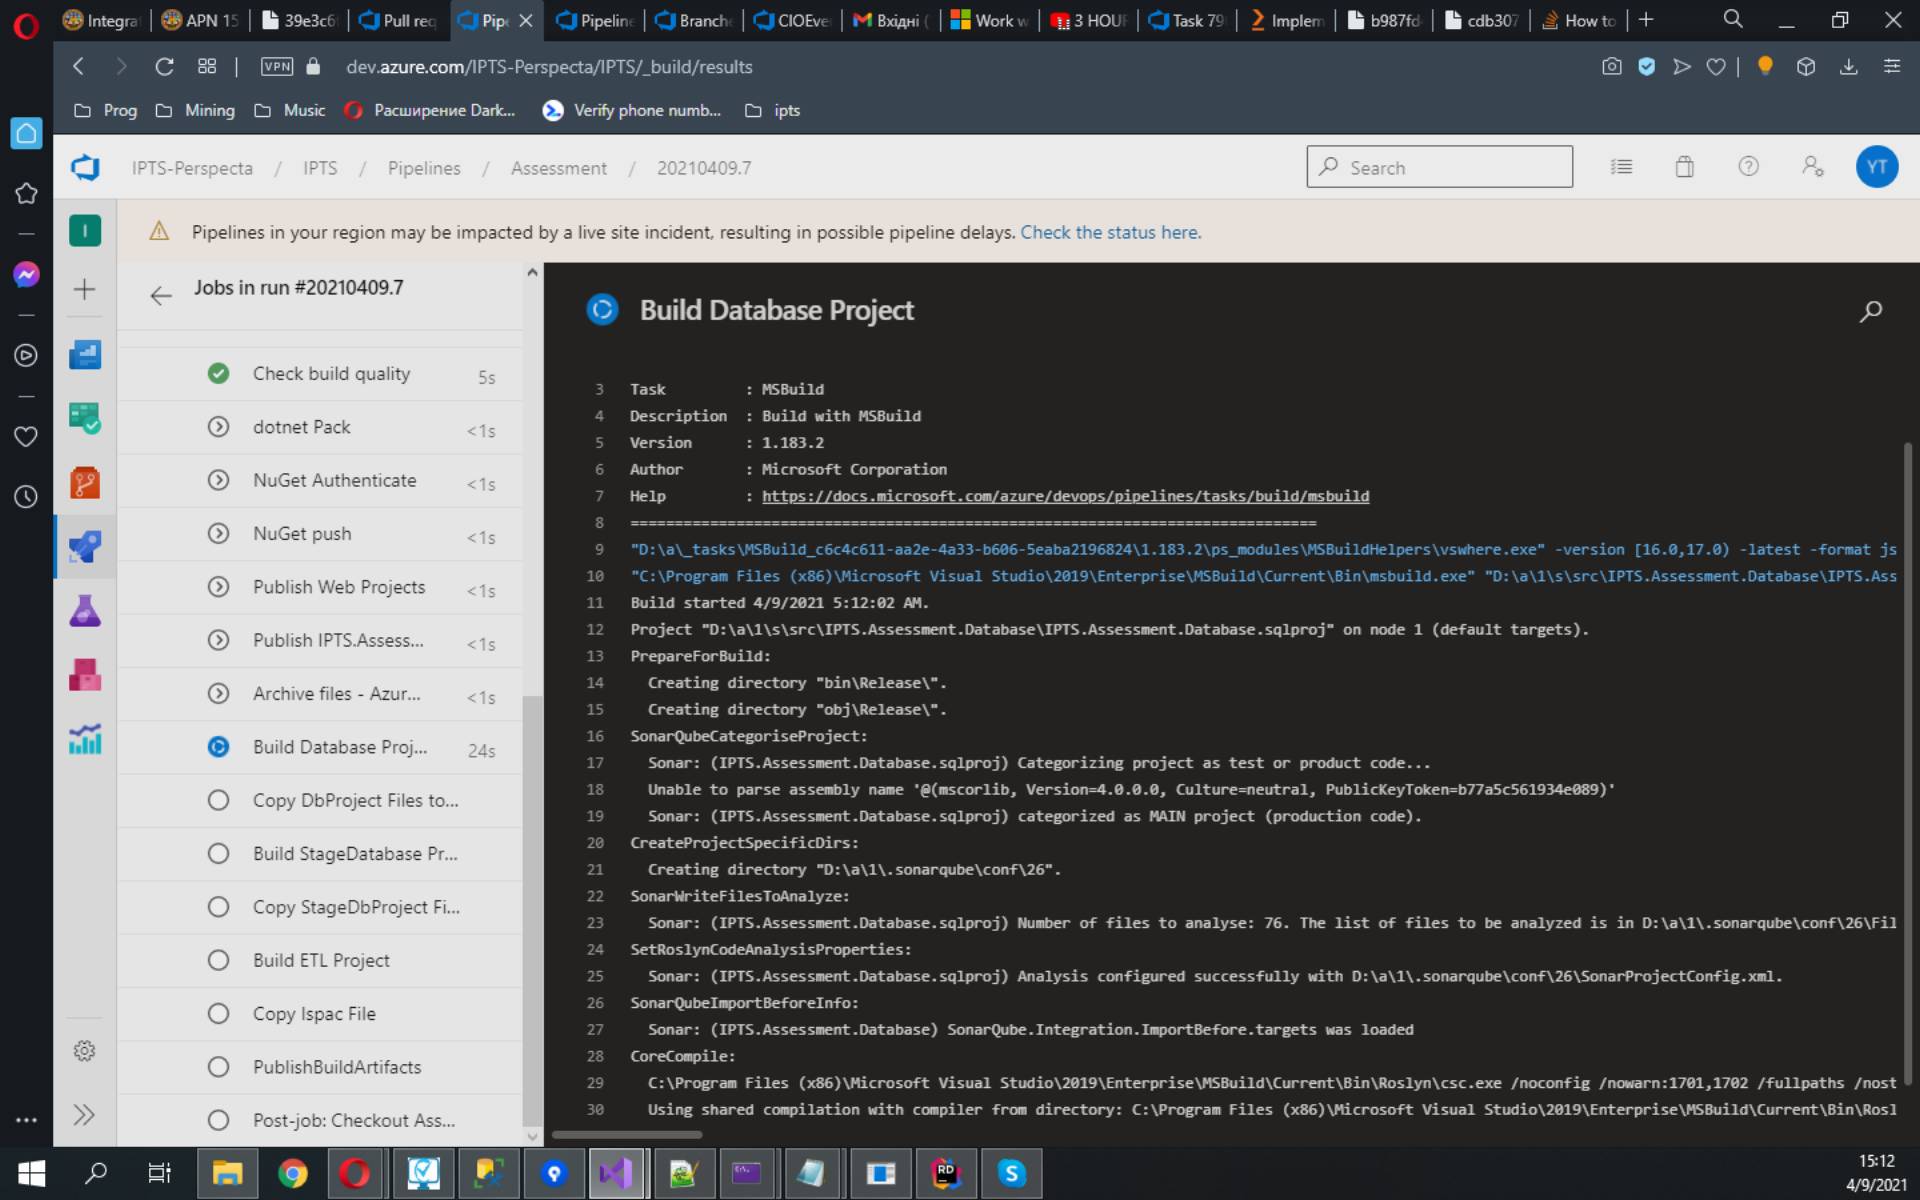 Integrat
APN 15
39e3c6f
Pull req
Pipe
Pipeline
Branche
CIOEve
Вхідні (
Work w
3 HOUR
Task 79
Implem
b987fd
cdb307
How to
VPN
dev.azure.com/IPTS-Perspecta/IPTS/_build/results
Prog
Mining
Music
Расширение Dark...
Verify phone numb...
ipts
IPTS-Perspecta / IPTS / Pipelines / Assessment / 20210409.7
Search
YT
I
Pipelines in your region may be impacted by a live site incident, resulting in possible pipeline delays. Check the status here.
Jobs in run #20210409.7
Check build quality 5s
dotnet Pack <1s
NuGet Authenticate <1s
NuGet push <1s
Publish Web Projects <1s
Publish IPTS.Assess... <1s
Archive files - Azur... <1s
Build Database Proj... 24s
Copy DbProject Files to...
Build StageDatabase Pr...
Copy StageDbProject Fi...
Build ETL Project
Copy Ispac File
PublishBuildArtifacts
Post-job: Checkout Ass...
Build Database Project
3 Task : MSBuild
4 Description : Build with MSBuild
5 Version : 1.183.2
6 Author : Microsoft Corporation
7 Help : https://docs.microsoft.com/azure/devops/pipelines/tasks/build/msbuild
8 ==============================================================================
9 "D:\a\_tasks\MSBuild_c6c4c611-aa2e-4a33-b606-5eaba2196824\1.183.2\ps_modules\MSBuildHelpers\vswhere.exe" -version [16.0,17.0) -latest -format js
10 "C:\Program Files (x86)\Microsoft Visual Studio\2019\Enterprise\MSBuild\Current\Bin\msbuild.exe" "D:\a\1\s\src\IPTS.Assessment.Database\IPTS.Ass
11 Build started 4/9/2021 5:12:02 AM.
12 Project "D:\a\1\s\src\IPTS.Assessment.Database\IPTS.Assessment.Database.sqlproj" on node 1 (default targets).
13 PrepareForBuild:
14 Creating directory "bin\Release\".
15 Creating directory "obj\Release\".
16 SonarQubeCategoriseProject:
17 Sonar: (IPTS.Assessment.Database.sqlproj) Categorizing project as test or product code...
18 Unable to parse assembly name '@(mscorlib, Version=4.0.0.0, Culture=neutral, PublicKeyToken=b77a5c561934e089)'
19 Sonar: (IPTS.Assessment.Database.sqlproj) categorized as MAIN project (production code).
20 CreateProjectSpecificDirs:
21 Creating directory "D:\a\1\.sonarqube\conf\26".
22 SonarWriteFilesToAnalyze:
23 Sonar: (IPTS.Assessment.Database.sqlproj) Number of files to analyse: 76. The list of files to be analyzed is in D:\a\1\.sonarqube\conf\26\Fil
24 SetRoslynCodeAnalysisProperties:
25 Sonar: (IPTS.Assessment.Database.sqlproj) Analysis configured successfully with D:\a\1\.sonarqube\conf\26\SonarProjectConfig.xml.
26 SonarQubeImportBeforeInfo:
27 Sonar: (IPTS.Assessment.Database) SonarQube.Integration.ImportBefore.targets was loaded
28 CoreCompile:
29 C:\Program Files (x86)\Microsoft Visual Studio\2019\Enterprise\MSBuild\Current\Bin\Roslyn\csc.exe /noconfig /nowarn:1701,1702 /fullpaths /nost
30 Using shared compilation with compiler from directory: C:\Program Files (x86)\Microsoft Visual Studio\2019\Enterprise\MSBuild\Current\Bin\Rosl
RD
15:12
4/9/2021